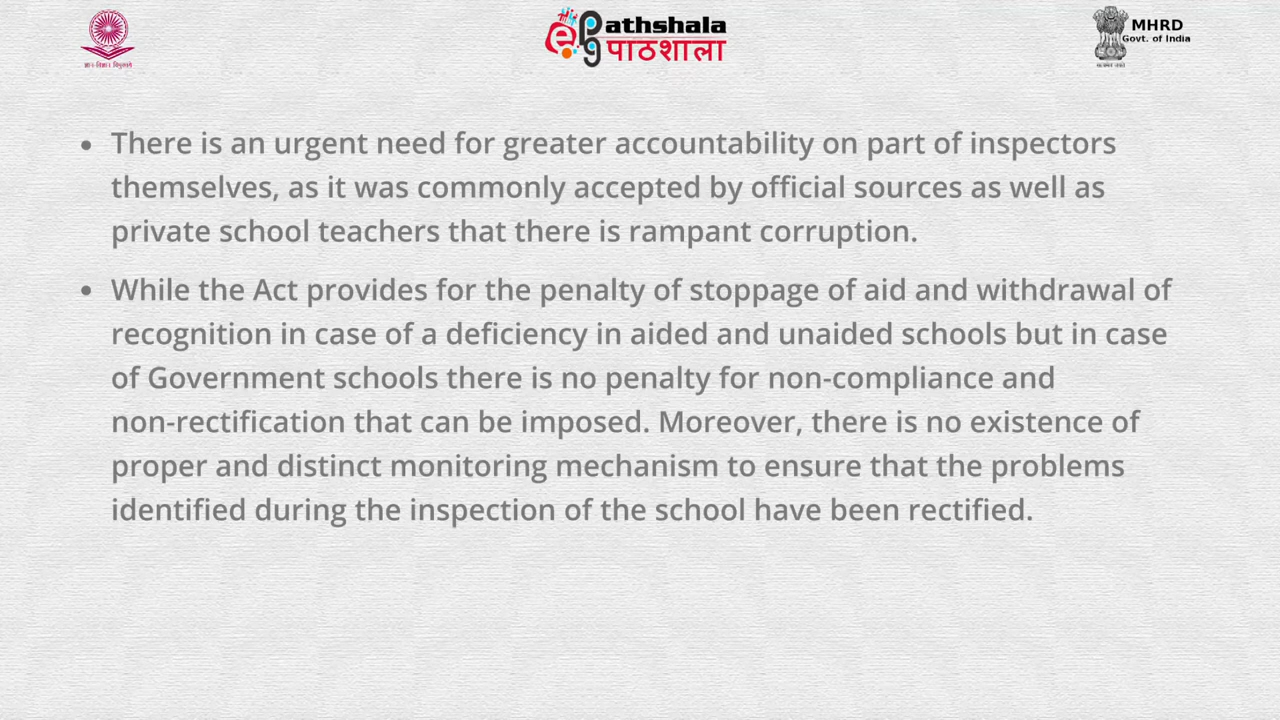 ज्ञान-विज्ञान विमुक्तये
ePathshala
पाठशाला
MHRD
Govt. of India
सत्यमेव जयते
• There is an urgent need for greater accountability on part of inspectors
themselves, as it was commonly accepted by official sources as well as
private school teachers that there is rampant corruption.
• While the Act provides for the penalty of stoppage of aid and withdrawal of
recognition in case of a deficiency in aided and unaided schools but in case
of Government schools there is no penalty for non-compliance and
non-rectification that can be imposed. Moreover, there is no existence of
proper and distinct monitoring mechanism to ensure that the problems
identified during the inspection of the school have been rectified.